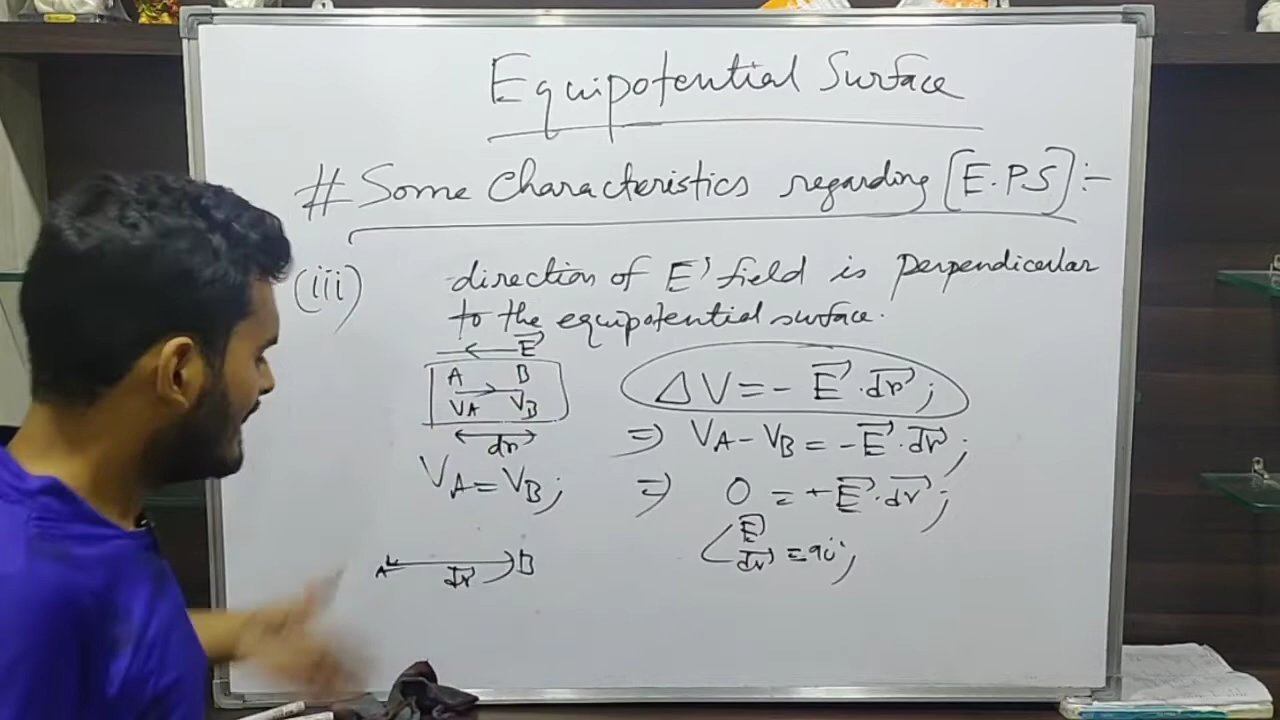 Equipotential Surface
# Some Characteristics regarding [E.P.S] :-
(iii) direction of E' field is perpendicular
to the equipotential surface.
E⃗
A B
VA VB
dr
VA = VB;
ΔV = - E⃗ · dr⃗ ;
=> VA - VB = - E⃗ · dr⃗ ;
=> 0 = + E⃗ · dr⃗ ;
< E⃗
dr⃗ = 90°;
A dr⃗ B